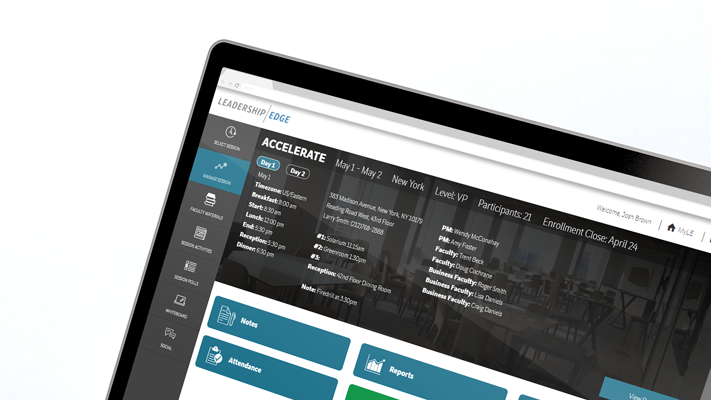 LEADERSHIP/EDGE
Welcome, Josh Brown
MyLE
SELECT SESSION
MANAGE SESSION
FACULTY MATERIALS
SESSION ACTIVITIES
SESSION POLLS
WHITEBOARD
SOCIAL
ACCELERATE May 1 - May 2 New York Level: VP Participants: 21 Enrollment Close: April 24
Day 1 Day 2
May 1
Timezone: US/Eastern
Breakfast: 8:00 am
Start: 8:30 am
Lunch: 12:00 pm
End: 5:30 pm
Reception: 5:30 pm
Dinner: 6:30 pm
383 Madison Avenue, New York, NY 10179
Reading Road West, 43rd Floor
Larry Smith: (212)768-2888
#1: Solarium 11:15am
#2: Greenroom 1:30pm
#3:
Reception: 42nd Floor Dining Room
Note: Firedrill at 3:30pm
PM: Wendy McConahay
PM: Amy Foster
Faculty: Trent Beck
Faculty: Doug Cochrane
Business Faculty: Roger Smith
Business Faculty: Lisa Daniels
Business Faculty: Craig Daniels
Notes
Reports
Attendance